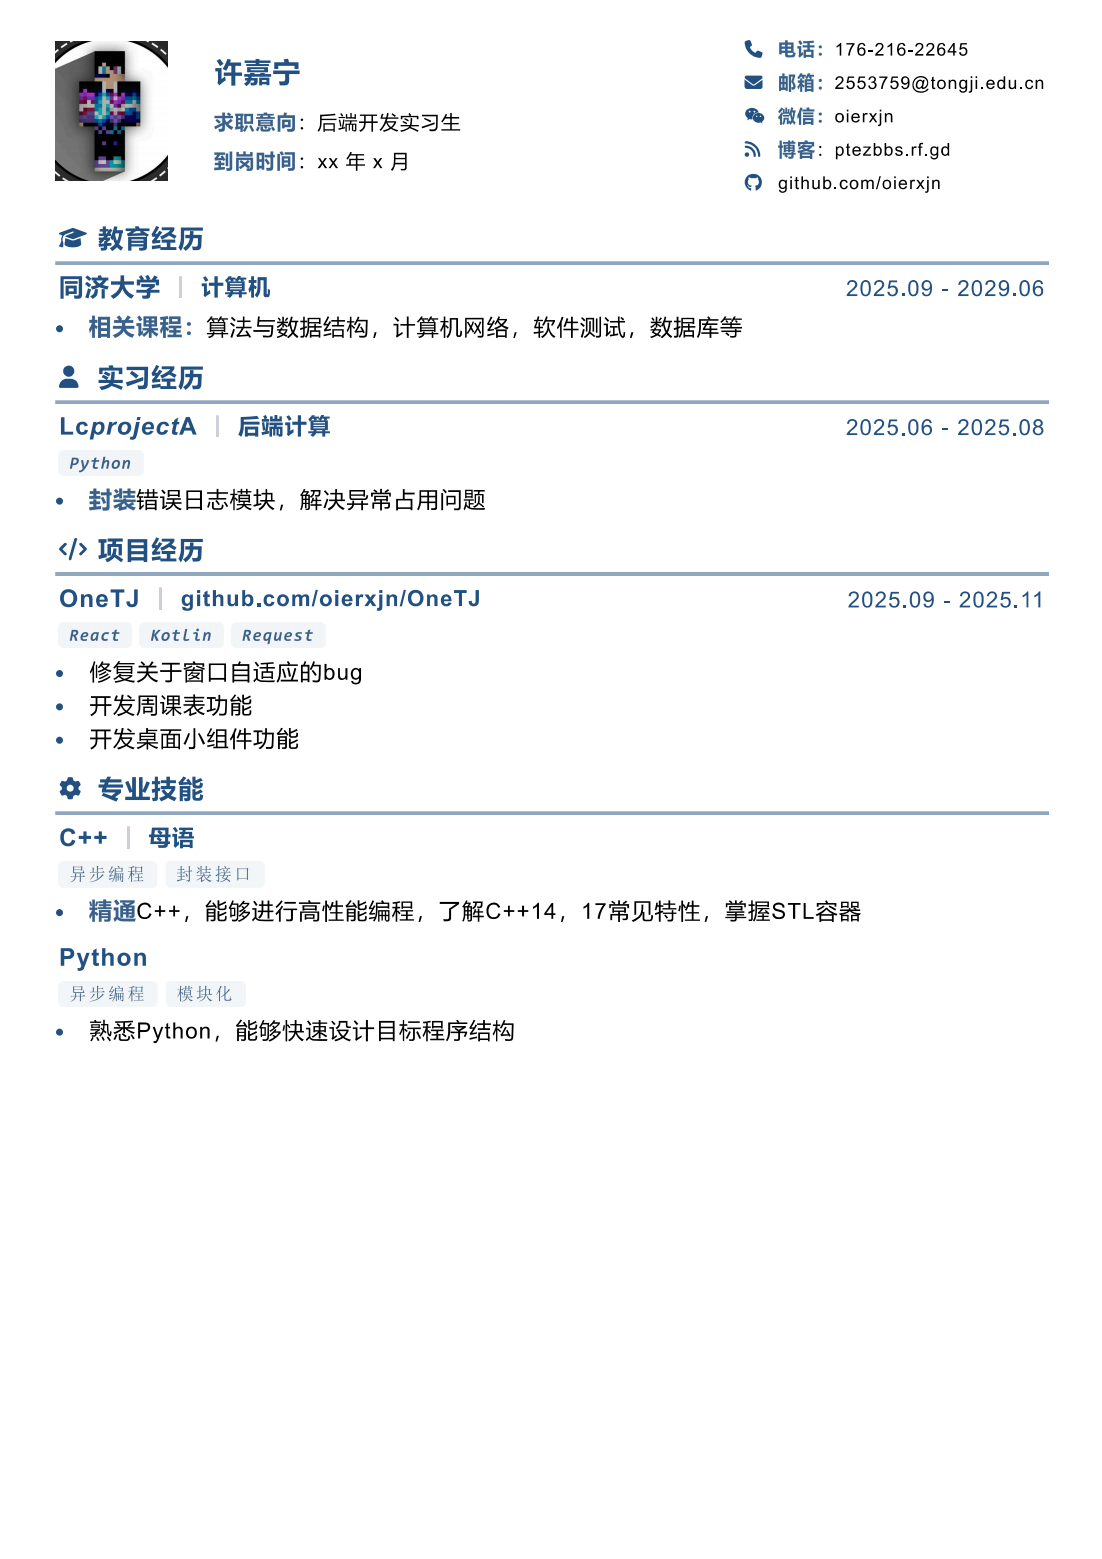 许嘉宁
求职意向：后端开发实习生
到岗时间：xx 年 x 月
电话：176-216-22645
邮箱：2553759@tongji.edu.cn
微信：oierxjn
博客：ptezbbs.rf.gd
github.com/oierxjn
教育经历
同济大学 | 计算机 2025.09 - 2029.06
• 相关课程：算法与数据结构，计算机网络，软件测试，数据库等
实习经历
LcprojectA | 后端计算 2025.06 - 2025.08
Python
• 封装错误日志模块，解决异常占用问题
项目经历
OneTJ | github.com/oierxjn/OneTJ 2025.09 - 2025.11
React Kotlin Request
• 修复关于窗口自适应的bug
• 开发周课表功能
• 开发桌面小组件功能
专业技能
C++ | 母语
异步编程 封装接口
• 精通C++，能够进行高性能编程，了解C++14，17常见特性，掌握STL容器
Python
异步编程 模块化
• 熟悉Python，能够快速设计目标程序结构